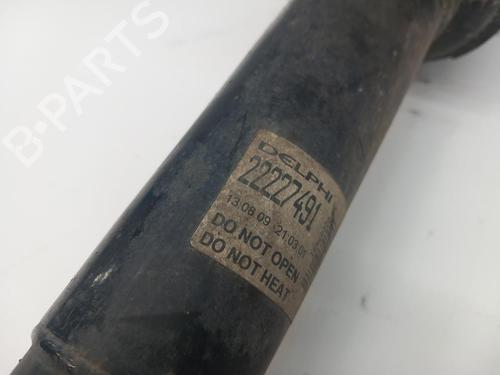 B-PARTS
DELPHI
22227491
13 08 09 21:03:01
DO NOT OPEN
DO NOT HEAT